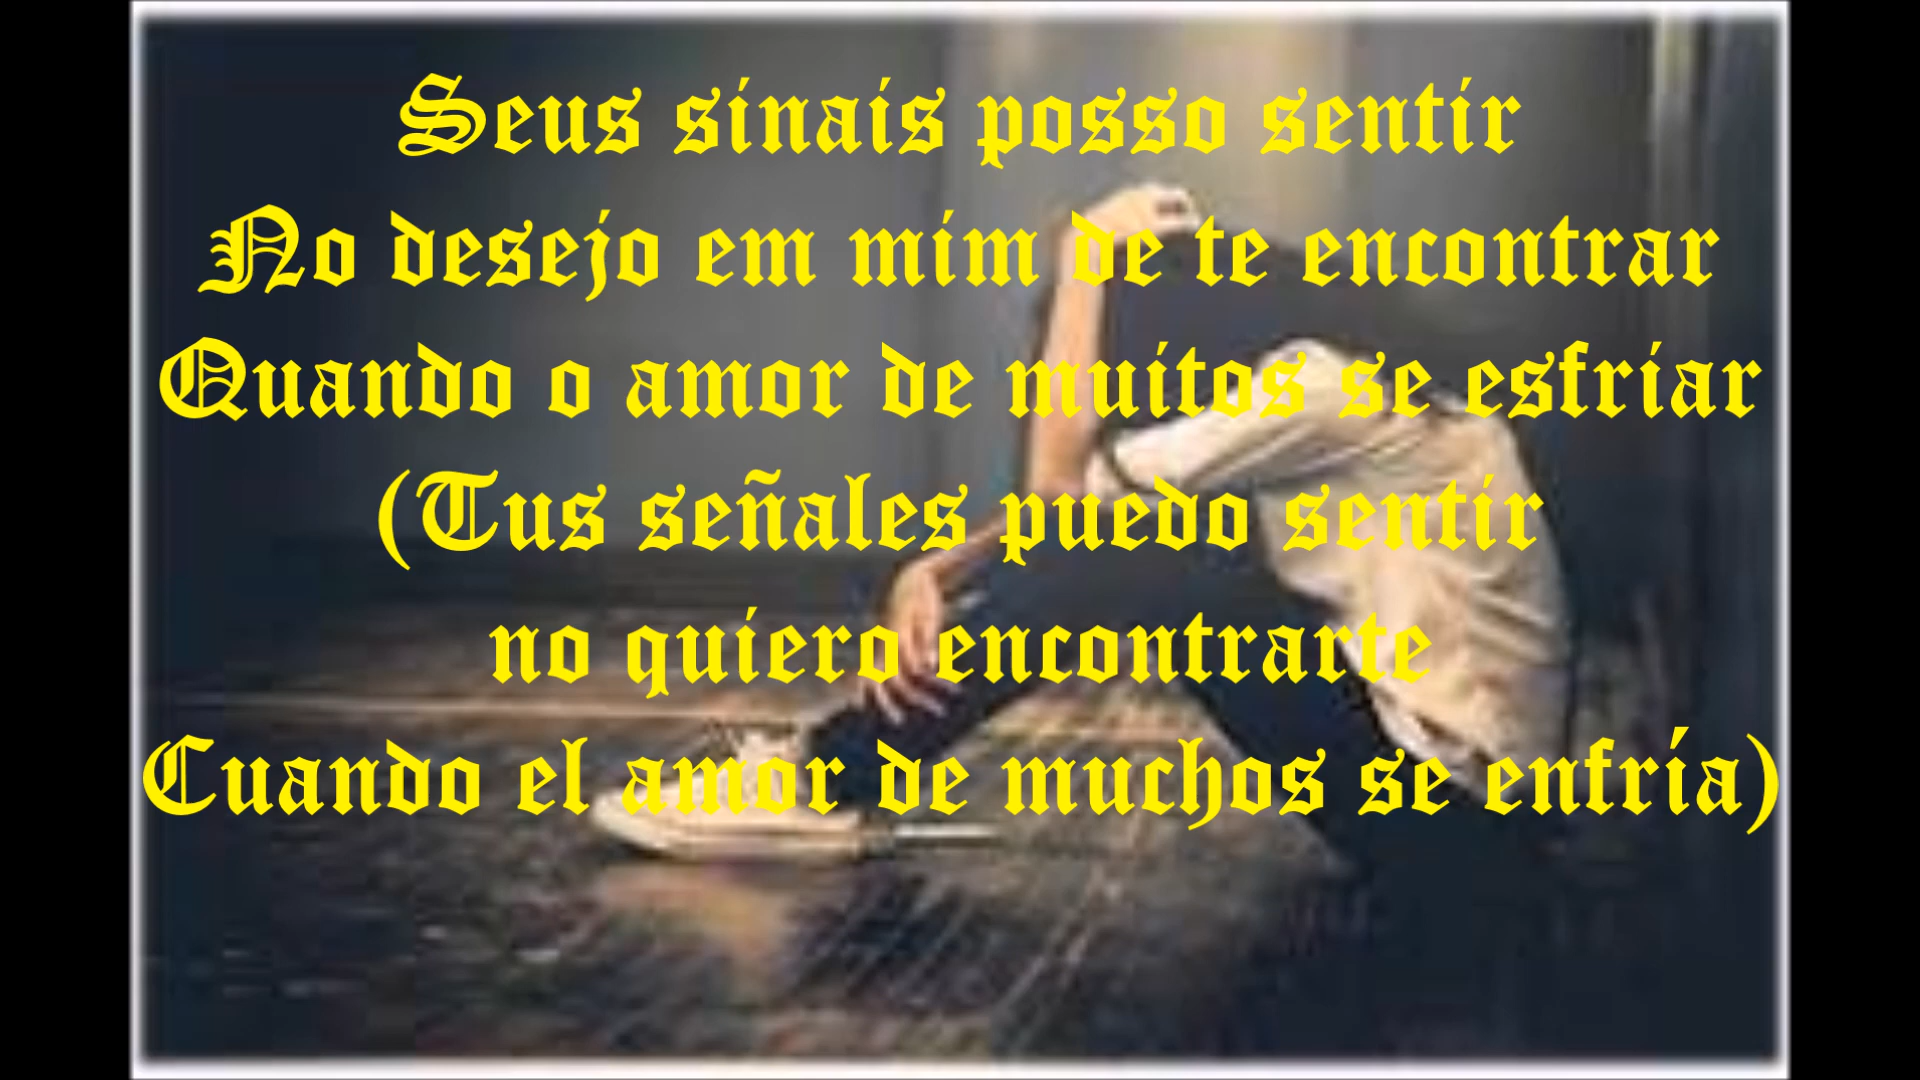 Seus sinais posso sentir
No desejo em mim de te encontrar
Quando o amor de muitos se esfriar
(Tus señales puedo sentir
no quiero encontrarte
Cuando el amor de muchos se enfría)